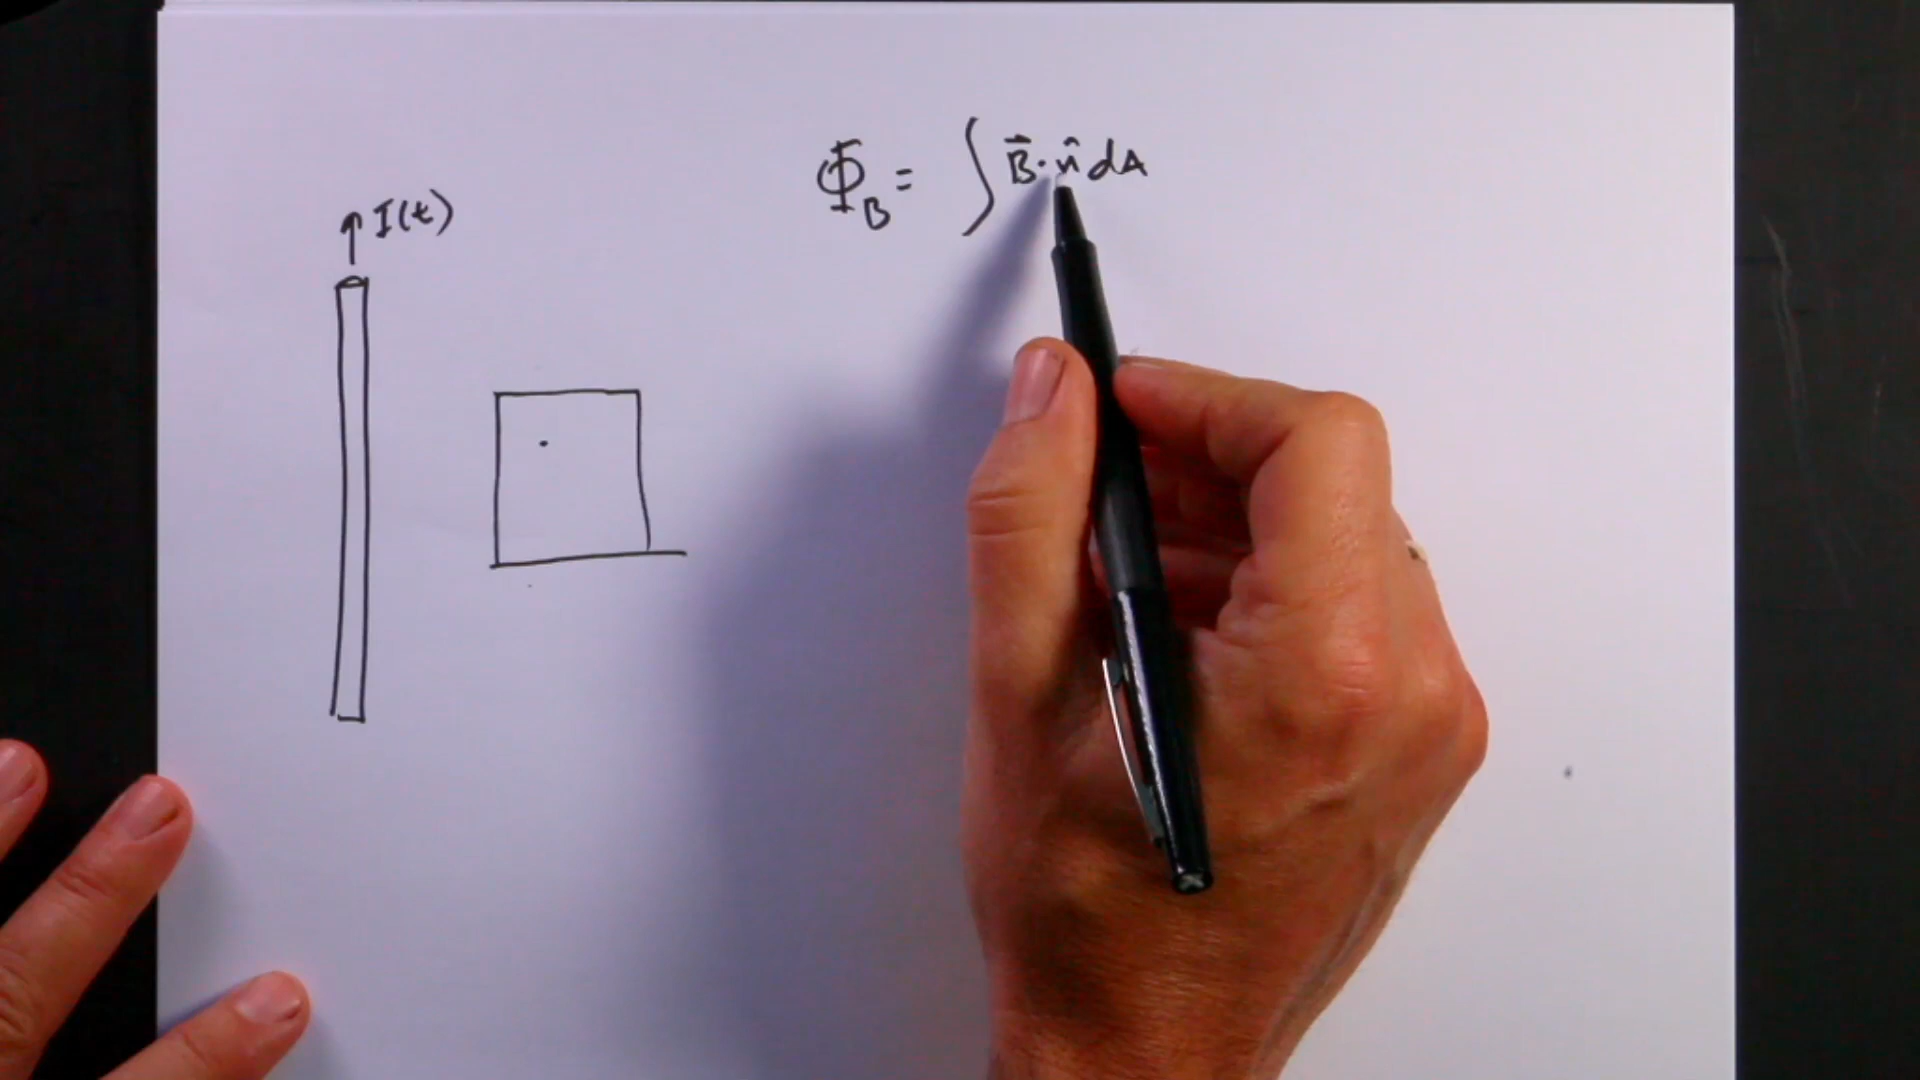 Φ_B = ∫ B⃗ · n̂ dA
↑ I(t)